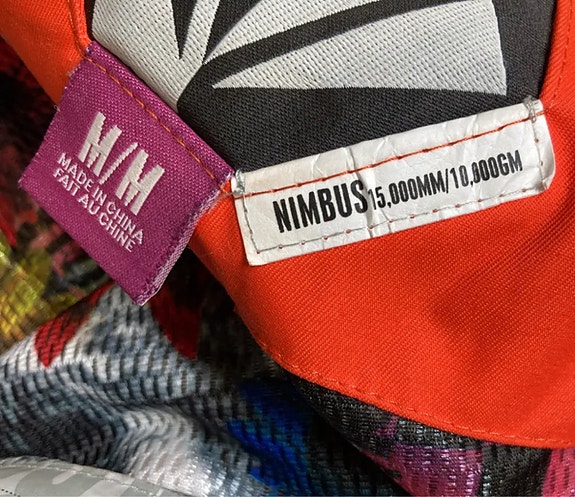 M/M
MADE IN CHINA
FAIT AU CHINE
NIMBUS 15,000MM/10,000GM